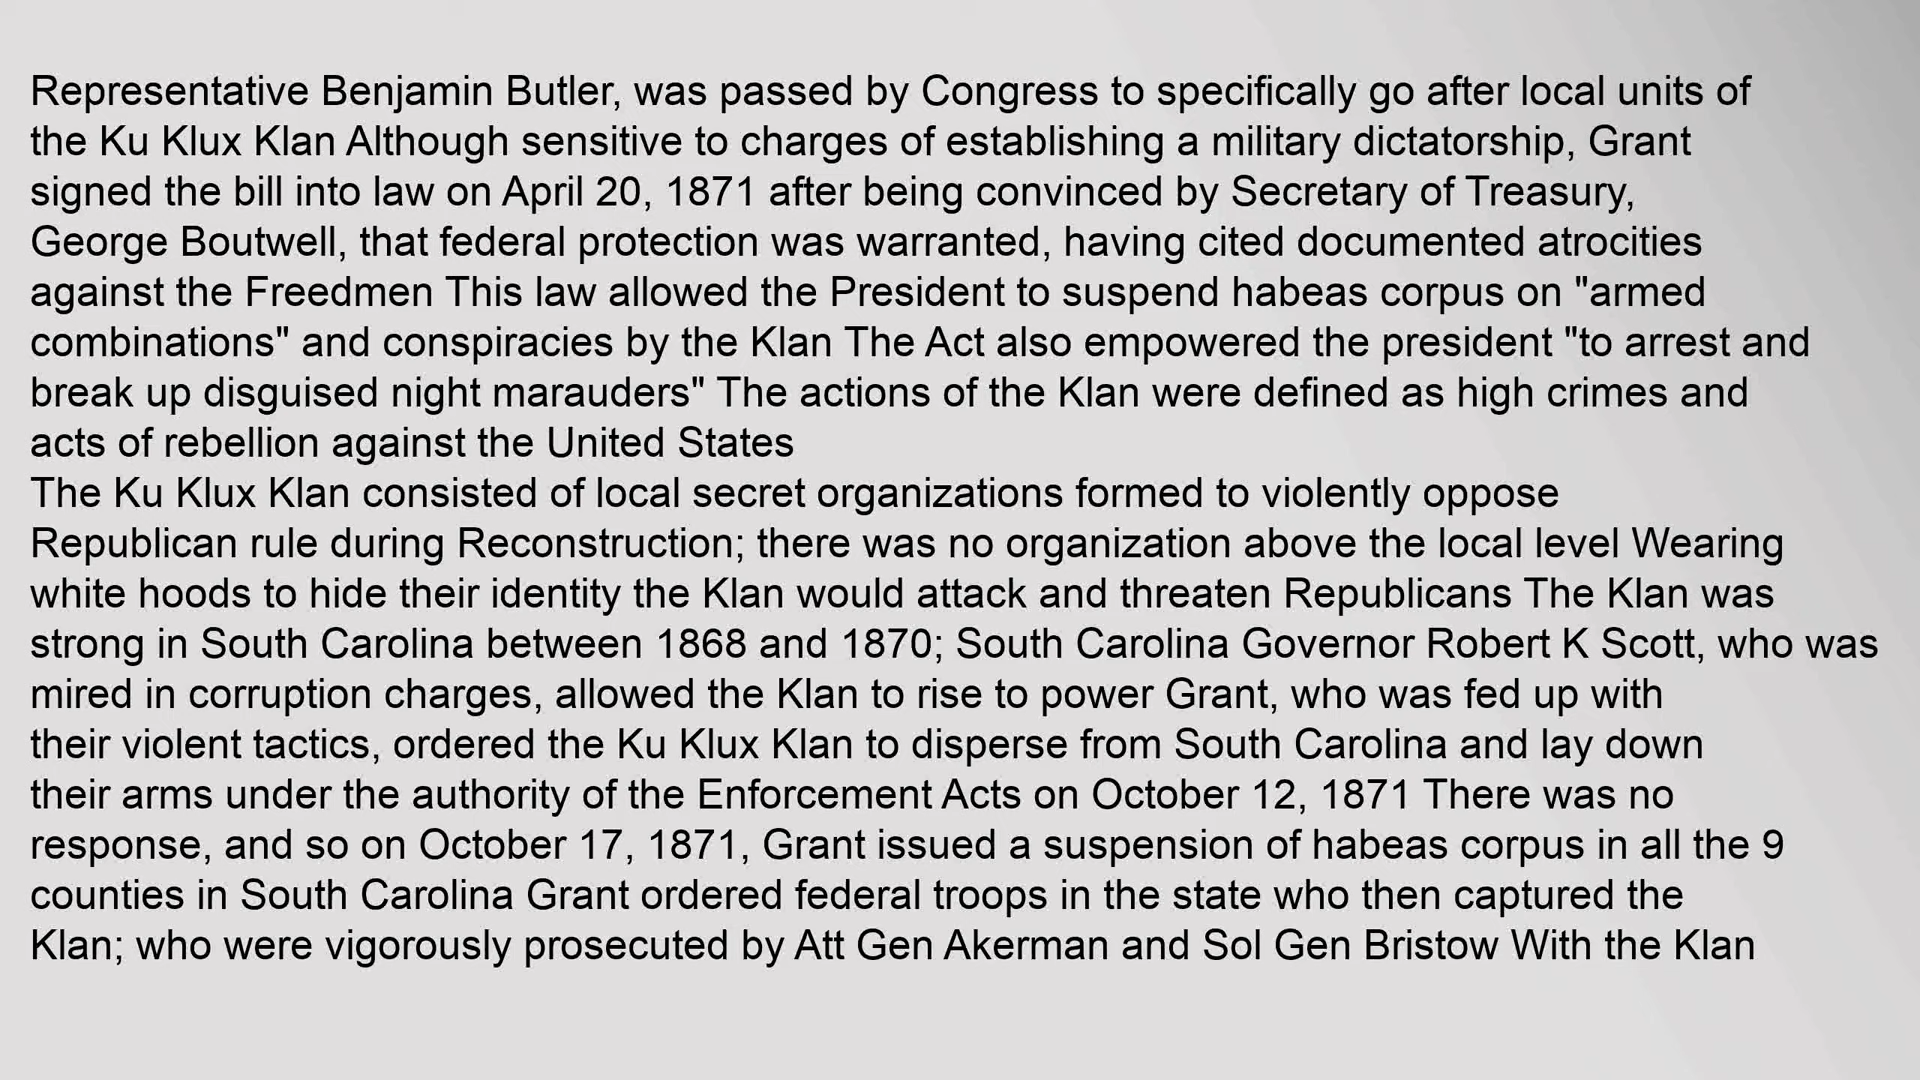 Representative Benjamin Butler, was passed by Congress to specifically go after local units of
the Ku Klux Klan Although sensitive to charges of establishing a military dictatorship, Grant
signed the bill into law on April 20, 1871 after being convinced by Secretary of Treasury,
George Boutwell, that federal protection was warranted, having cited documented atrocities
against the Freedmen This law allowed the President to suspend habeas corpus on "armed
combinations" and conspiracies by the Klan The Act also empowered the president "to arrest and
break up disguised night marauders" The actions of the Klan were defined as high crimes and
acts of rebellion against the United States
The Ku Klux Klan consisted of local secret organizations formed to violently oppose
Republican rule during Reconstruction; there was no organization above the local level Wearing
white hoods to hide their identity the Klan would attack and threaten Republicans The Klan was
strong in South Carolina between 1868 and 1870; South Carolina Governor Robert K Scott, who was
mired in corruption charges, allowed the Klan to rise to power Grant, who was fed up with
their violent tactics, ordered the Ku Klux Klan to disperse from South Carolina and lay down
their arms under the authority of the Enforcement Acts on October 12, 1871 There was no
response, and so on October 17, 1871, Grant issued a suspension of habeas corpus in all the 9
counties in South Carolina Grant ordered federal troops in the state who then captured the
Klan; who were vigorously prosecuted by Att Gen Akerman and Sol Gen Bristow With the Klan